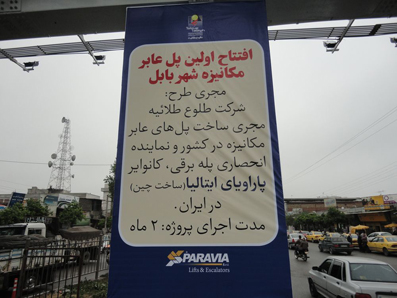 افتتاح اولین پل عابر
مکانیزه شهر بابل
مجری طرح:
شرکت طلوع طلائیه
مجری ساخت پل‌های عابر
مکانیزه در کشور و نماینده
انحصاری پله برقی، کانوایر
پاراویای ایتالیا (ساخت چین)
در ایران.
مدت اجرای پروژه: ۲ ماه
PARAVIA
Lifts & Escalators